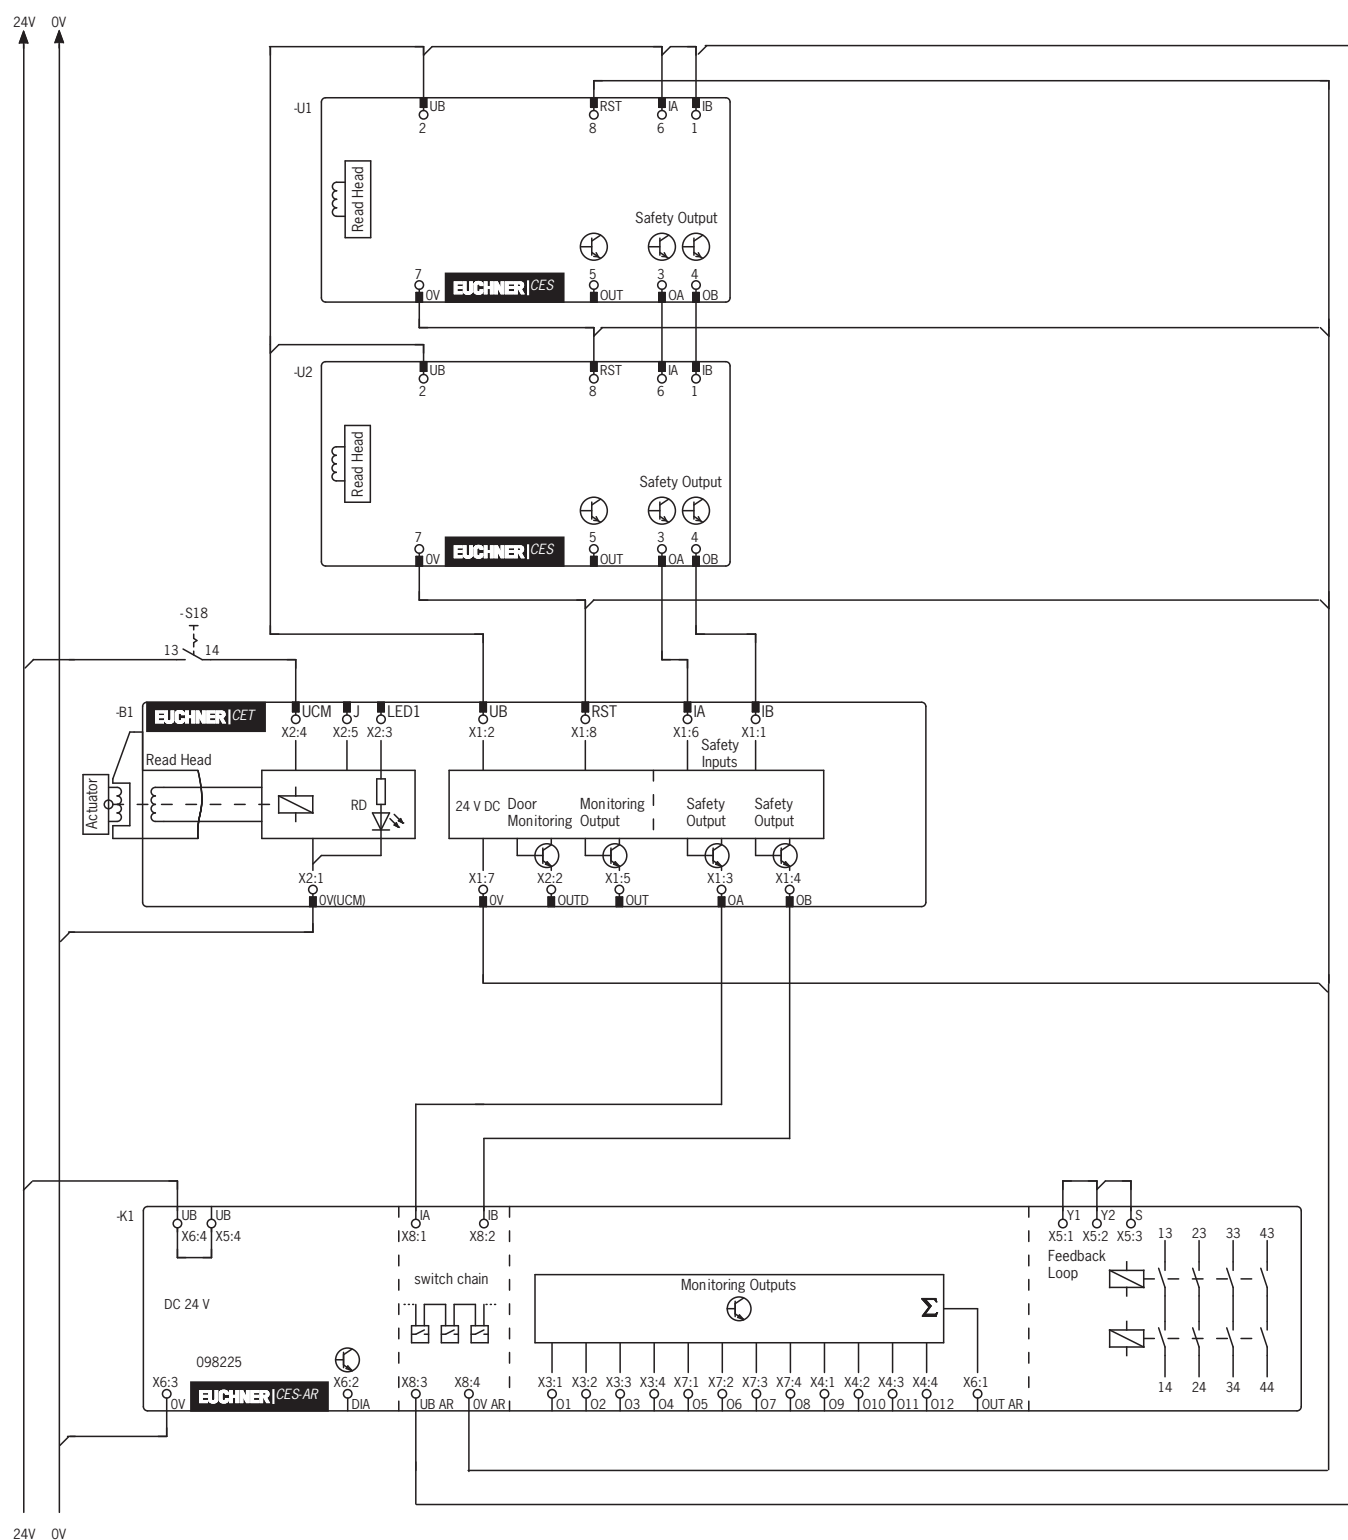 24V 0V
-U1
UB RST IA IB
2 8 6 1
Read Head
Safety Output
7 5 3 4
0V EUCHNER CES OUT OA OB
-U2
UB RST IA IB
2 8 6 1
Read Head
Safety Output
7 5 3 4
0V EUCHNER CES OUT OA OB
-S18
13 14
-B1 EUCHNER CET UCM J LED1 UB RST IA IB
X2:4 X2:5 X2:3 X1:2 X1:8 X1:6 X1:1
Safety
Inputs
Read Head
Actuator
RD
24 V DC
Door
Monitoring
Monitoring
Output
Safety
Output
Safety
Output
X2:1 X1:7 X2:2 X1:5 X1:3 X1:4
0V(UCM) 0V OUTD OUT OA OB
-K1
UB UB IA IB Y1 Y2 S
X6:4 X5:4 X8:1 X8:2 X5:1 X5:2 X5:3
13 23 33 43
Feedback
Loop
switch chain
Monitoring Outputs
Σ
DC 24 V
098225
X6:3 X6:2 X8:3 X8:4 X3:1 X3:2 X3:3 X3:4 X7:1 X7:2 X7:3 X7:4 X4:1 X4:2 X4:3 X4:4 X6:1
14 24 34 44
0V EUCHNER CES-AR DIA UB AR 0V AR O1 O2 O3 O4 O5 O6 O7 O8 O9 O10 O11 O12 OUT AR
24V 0V